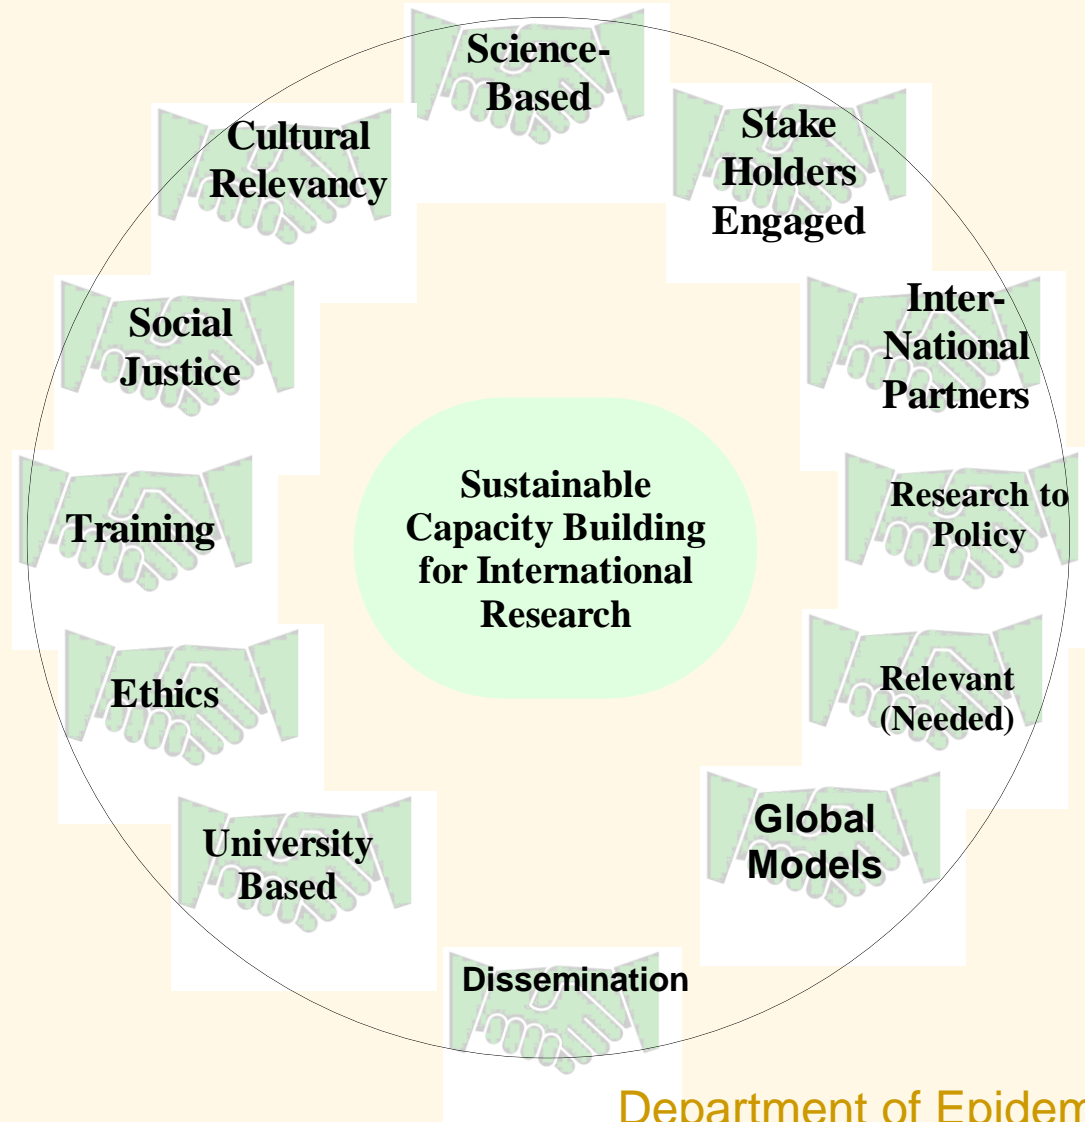 Science-
Based
Stake
Holders
Engaged
Inter-
National
Partners
Research to
Policy
Relevant
(Needed)
Global
Models
Dissemination
University
Based
Ethics
Training
Social
Justice
Cultural
Relevancy
Sustainable
Capacity Building
for International
Research
Department of Epidem